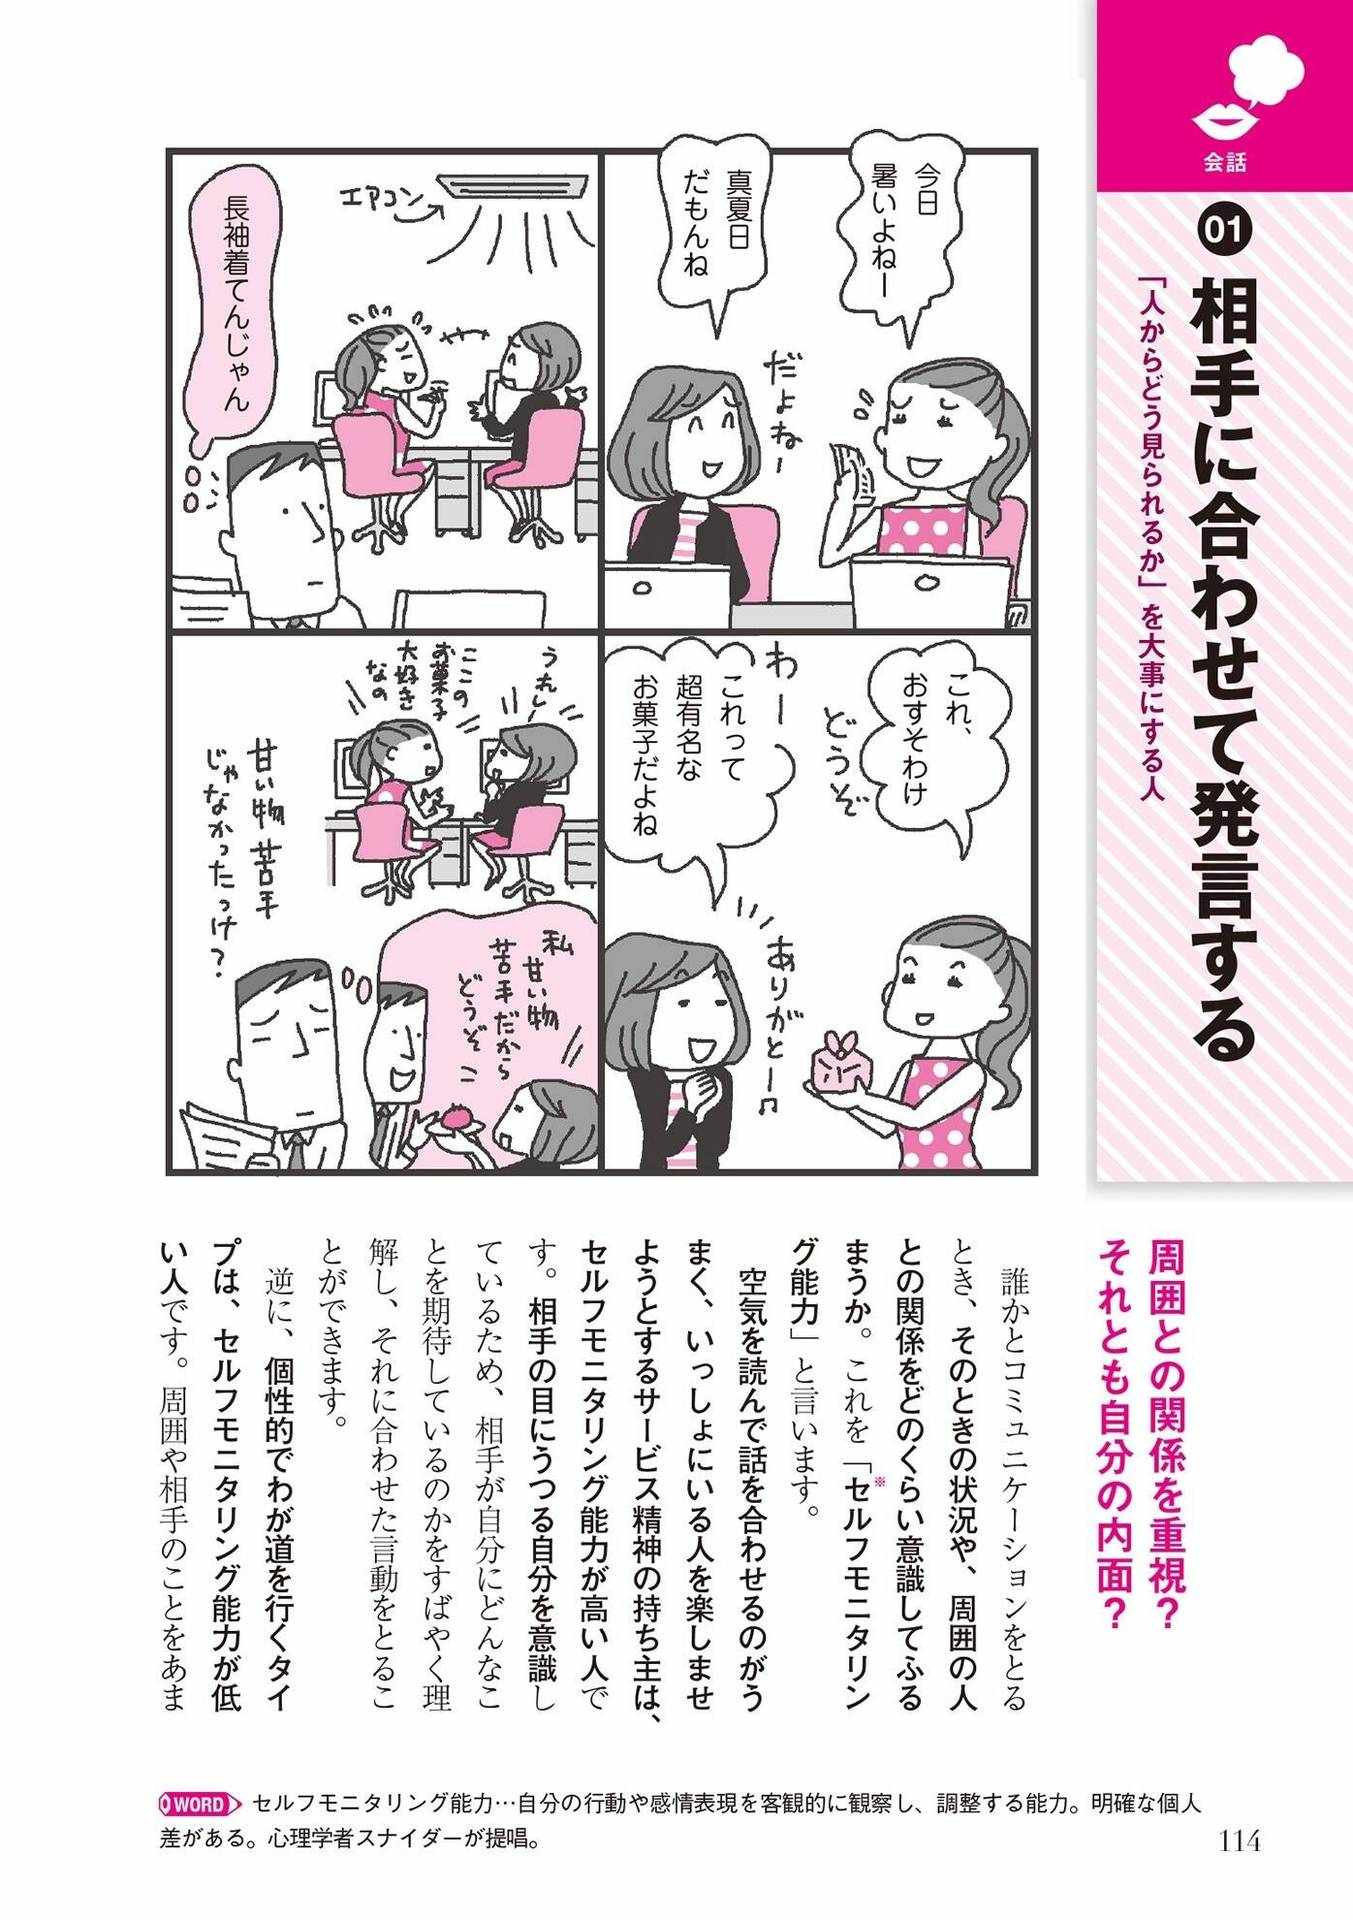 会話
01
相手に合わせて発言する
「人からどう見られるか」を大事にする人
今日
暑いよねー
真夏日
だもんね
だよねー
エアコン
長袖着てんじゃん
これ、
おすそわけ
どうぞ
わー
これって
超有名な
お菓子だよね
ありがとー♫
うれしー
ここの
お菓子
大好き
なの
甘い物 苦手
じゃなかったっけ?
私
甘い物
苦手だから
どうぞ
周囲との関係を重視?
それとも自分の内面?
誰かとコミュニケーションをとる
とき、そのときの状況や、周囲の人
との関係をどのくらい意識してふる
まうか。これを「セルフモニタリン
※
グ能力」と言います。
空気を読んで話を合わせるのがう
まく、いっしょにいる人を楽しませ
ようとするサービス精神の持ち主は、
セルフモニタリング能力が高い人で
す。相手の目にうつる自分を意識し
ているため、相手が自分にどんなこ
とを期待しているのかをすばやく理
解し、それに合わせた言動をとるこ
とができます。
逆に、個性的でわが道を行くタイ
プは、セルフモニタリング能力が低
い人です。周囲や相手のことをあま
WORD セルフモニタリング能力…自分の行動や感情表現を客観的に観察し、調整する能力。明確な個人
差がある。心理学者スナイダーが提唱。
114